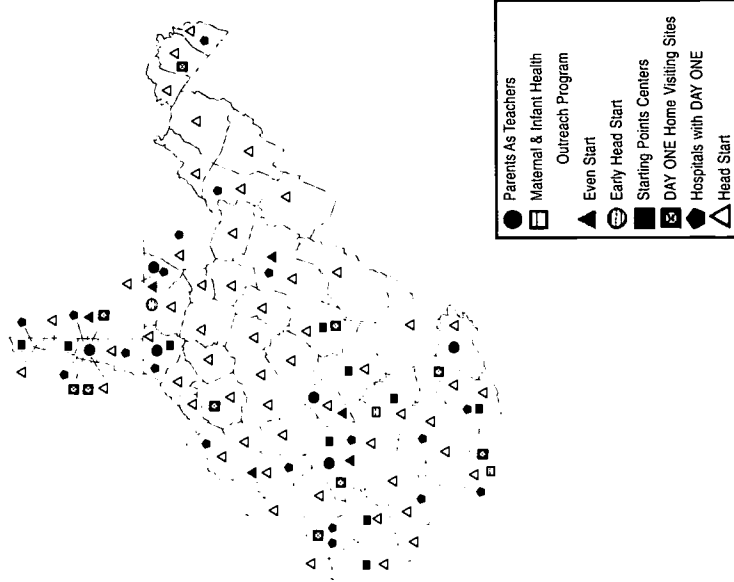 Parents As Teachers
Maternal & Infant Health
Outreach Program
Even Start
Early Head Start
Starting Points Centers
DAY ONE Home Visiting Sites
Hospitals with DAY ONE
Head Start